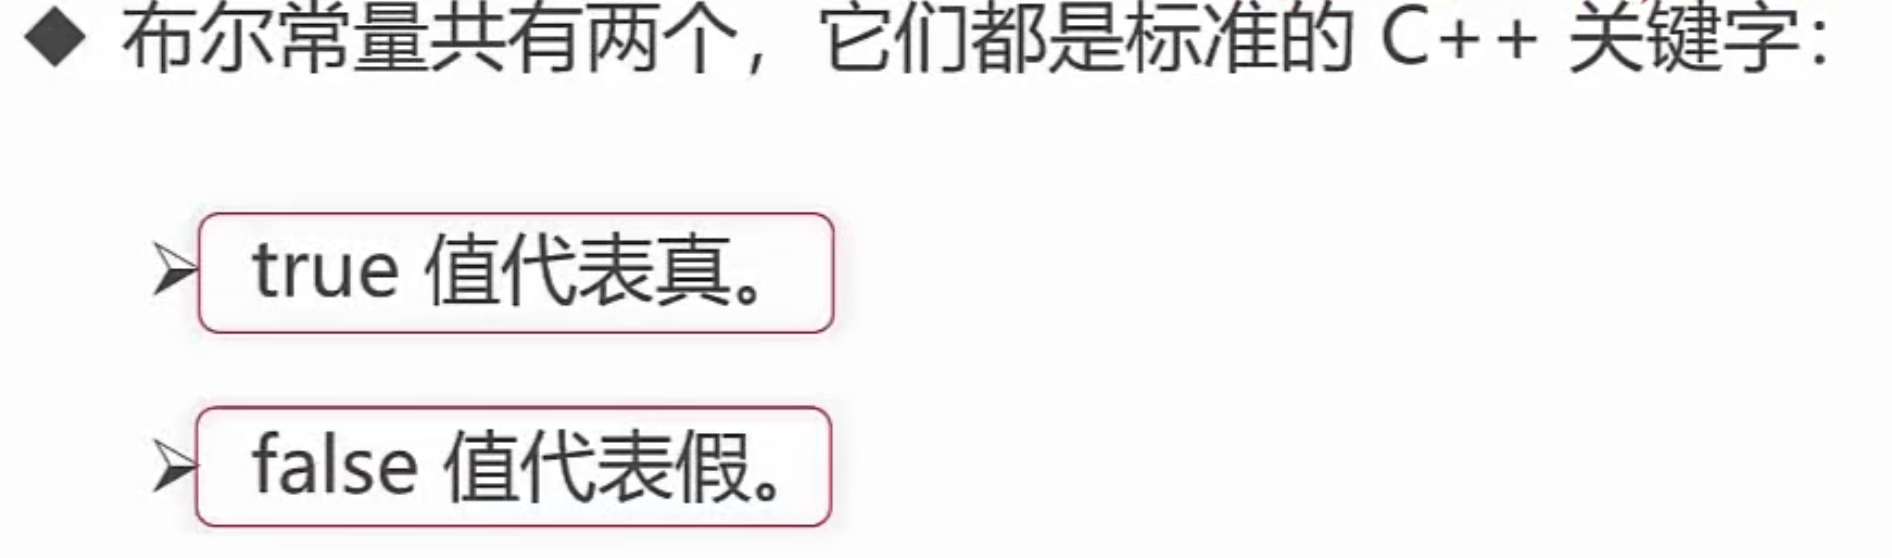 ◆ 布尔常量共有两个，它们都是标准的 C++ 关键字：
➢ true 值代表真。
➢ false 值代表假。